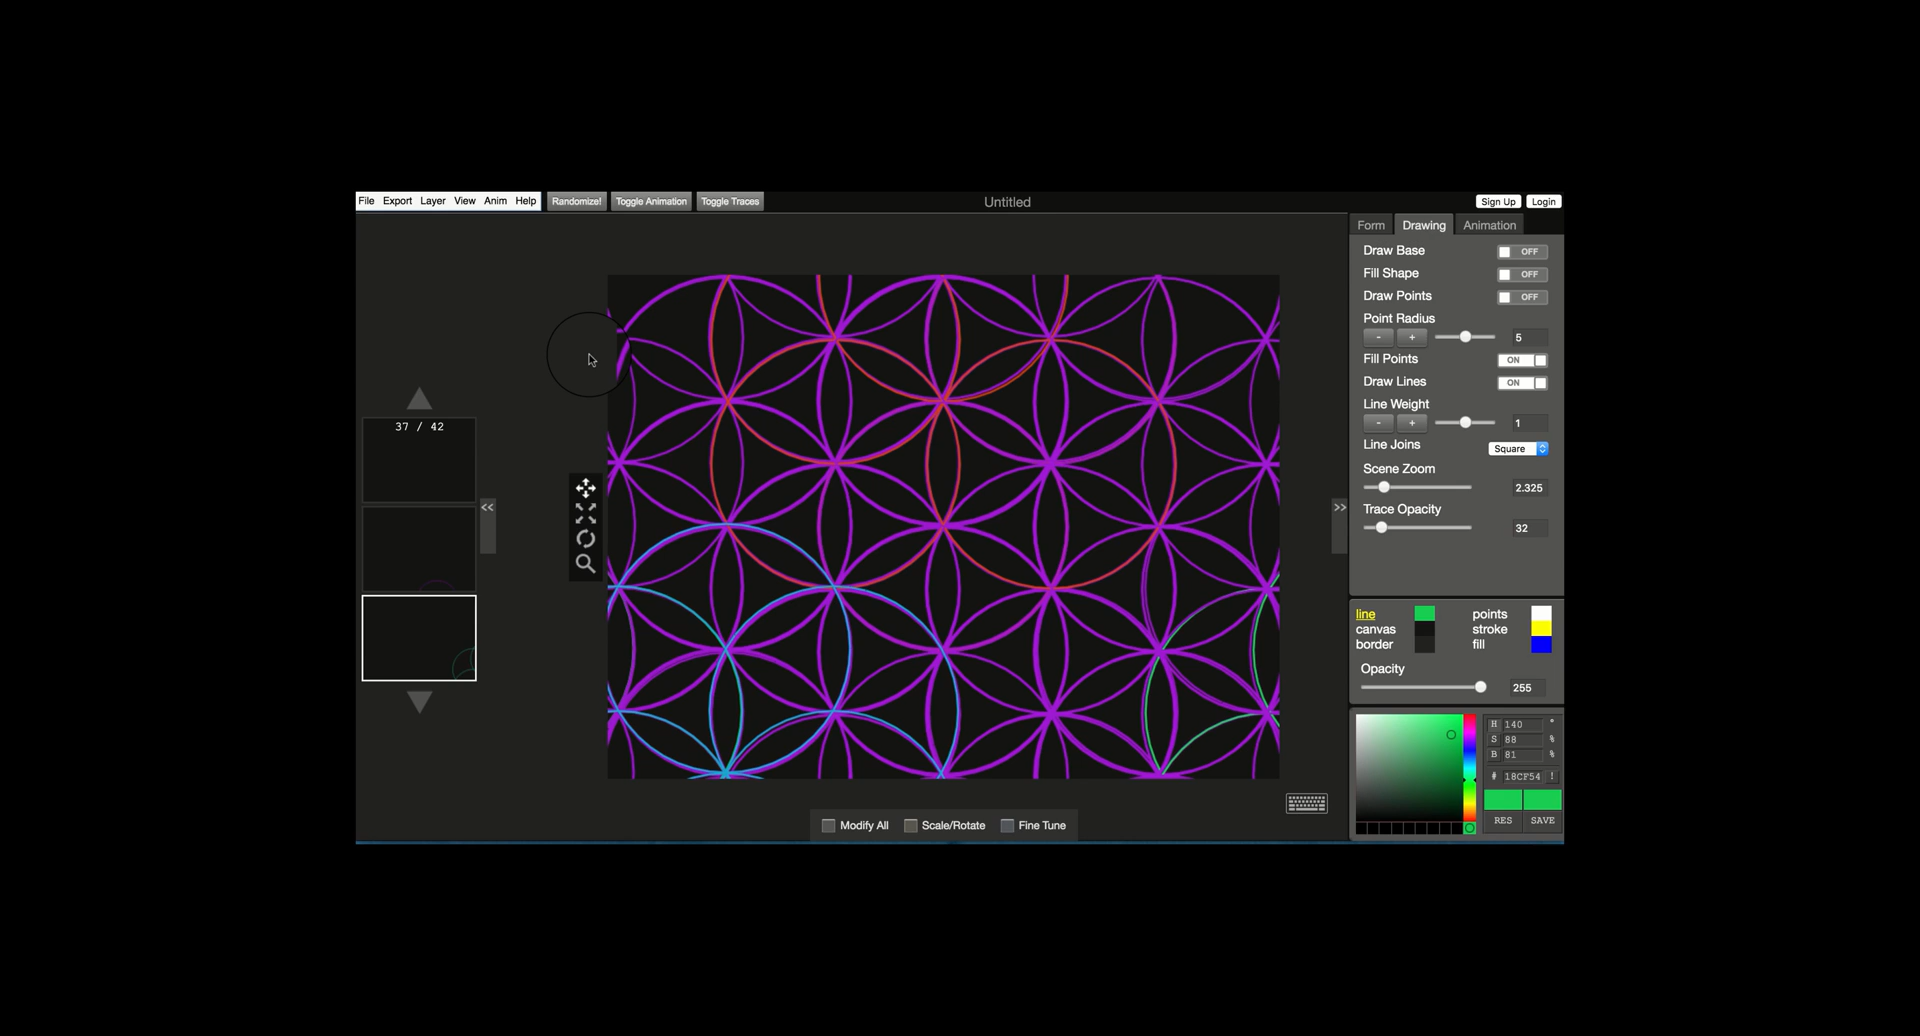 File Export Layer View Anim Help Randomize! Toggle Animation Toggle Traces Untitled Sign Up Login
Form Drawing Animation
Draw Base OFF
Fill Shape OFF
Draw Points OFF
Point Radius
- + 5
Fill Points ON
Draw Lines ON
Line Weight
- + 1
Line Joins Square
Scene Zoom
2.325
Trace Opacity
32
37 / 42
<<
>>
line points
canvas stroke
border fill
Opacity
255
H 140 °
S 88 %
B 81 %
# 18CF54 !
RES SAVE
Modify All Scale/Rotate Fine Tune